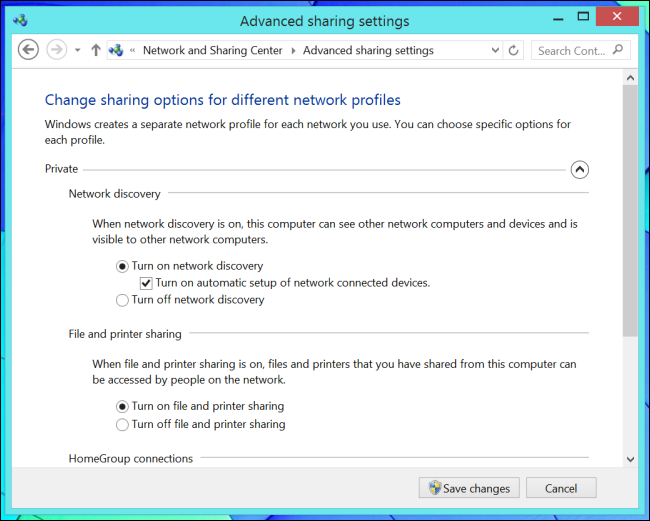 Advanced sharing settings
« Network and Sharing Center Advanced sharing settings Search Cont...
Change sharing options for different network profiles
Windows creates a separate network profile for each network you use. You can choose specific options for
each profile.
Private
Network discovery
When network discovery is on, this computer can see other network computers and devices and is
visible to other network computers.
Turn on network discovery
Turn on automatic setup of network connected devices.
Turn off network discovery
File and printer sharing
When file and printer sharing is on, files and printers that you have shared from this computer can
be accessed by people on the network.
Turn on file and printer sharing
Turn off file and printer sharing
HomeGroup connections
Save changes Cancel